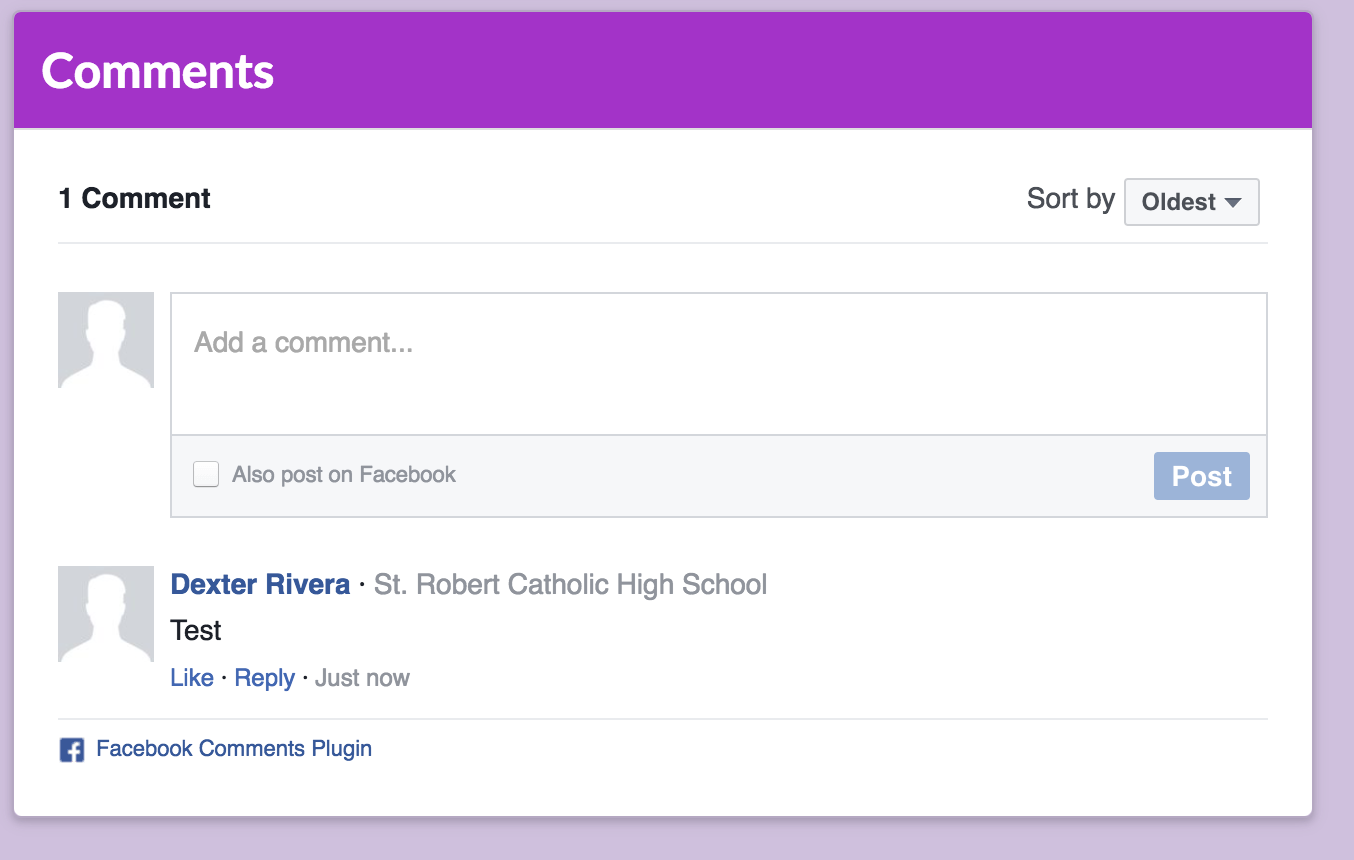 Comments
1 Comment
Sort by Oldest
Add a comment...
Also post on Facebook
Post
Dexter Rivera · St. Robert Catholic High School
Test
Like · Reply · Just now
Facebook Comments Plugin